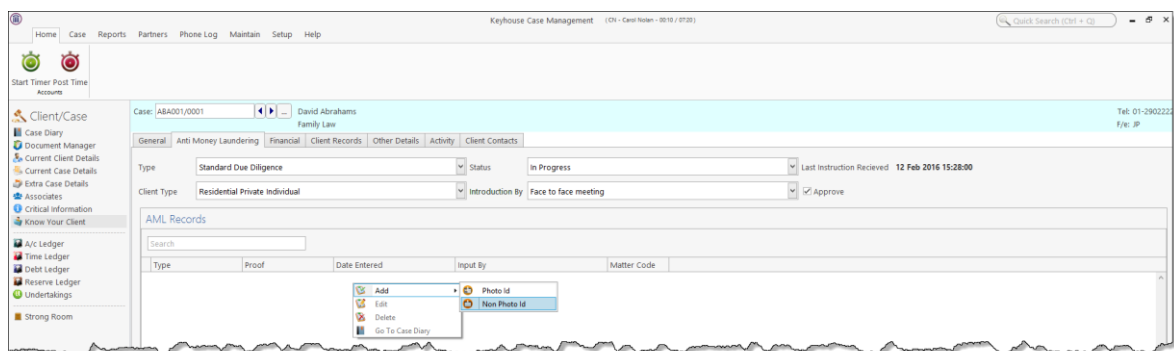 Keyhouse Case Management (CN - Carol Nolan - 00:10 / 07:20)
Quick Search (Ctrl + Q)
Home Case Reports Partners Phone Log Maintain Setup Help
Start Timer Post Time
Accounts
Client/Case
Case Diary
Document Manager
Current Client Details
Current Case Details
Extra Case Details
Associates
Critical Information
Know Your Client
A/c Ledger
Time Ledger
Debt Ledger
Reserve Ledger
Undertakings
Strong Room
Case: ABA001/0001 ... David Abrahams Tel: 01-2902222
Family Law F/e: JP
General Anti Money Laundering Financial Client Records Other Details Activity Client Contacts
Type Standard Due Diligence Status In Progress Last Instruction Recieved 12 Feb 2016 15:28:00
Client Type Residential Private Individual Introduction By Face to face meeting Approve
AML Records
Search
Type Proof Date Entered Input By Matter Code
Add Photo Id
Edit Non Photo Id
Delete
Go To Case Diary